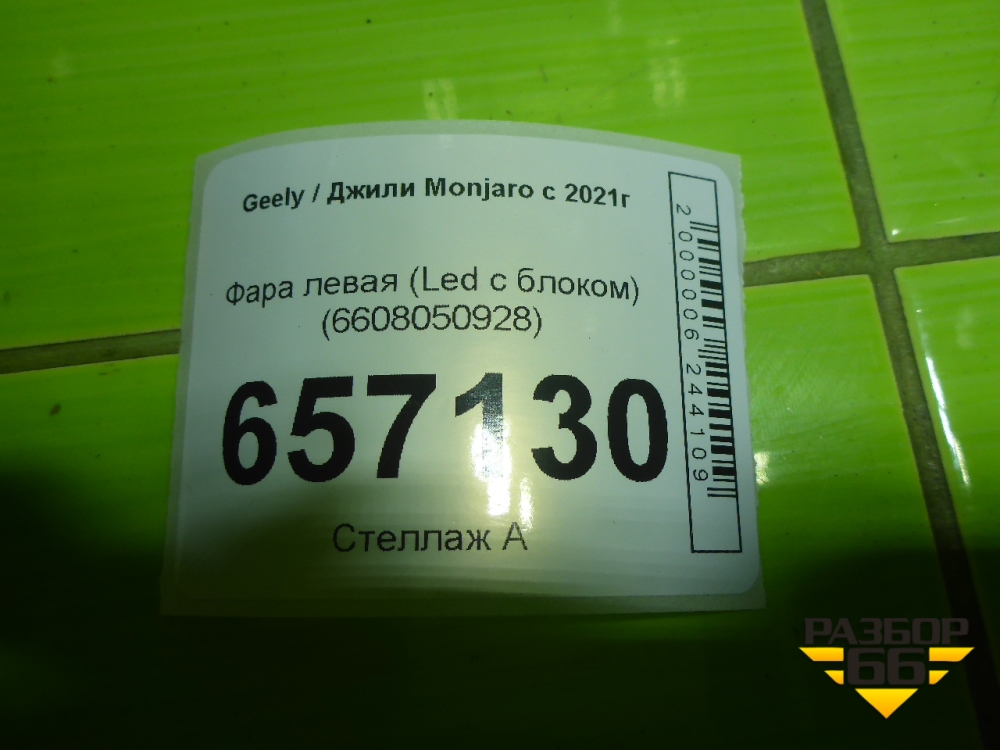 Geely / Джили Monjaro с 2021г
Фара левая (Led с блоком)
(6608050928)
657130
Стеллаж А
2000006244109
РАЗБОР
66